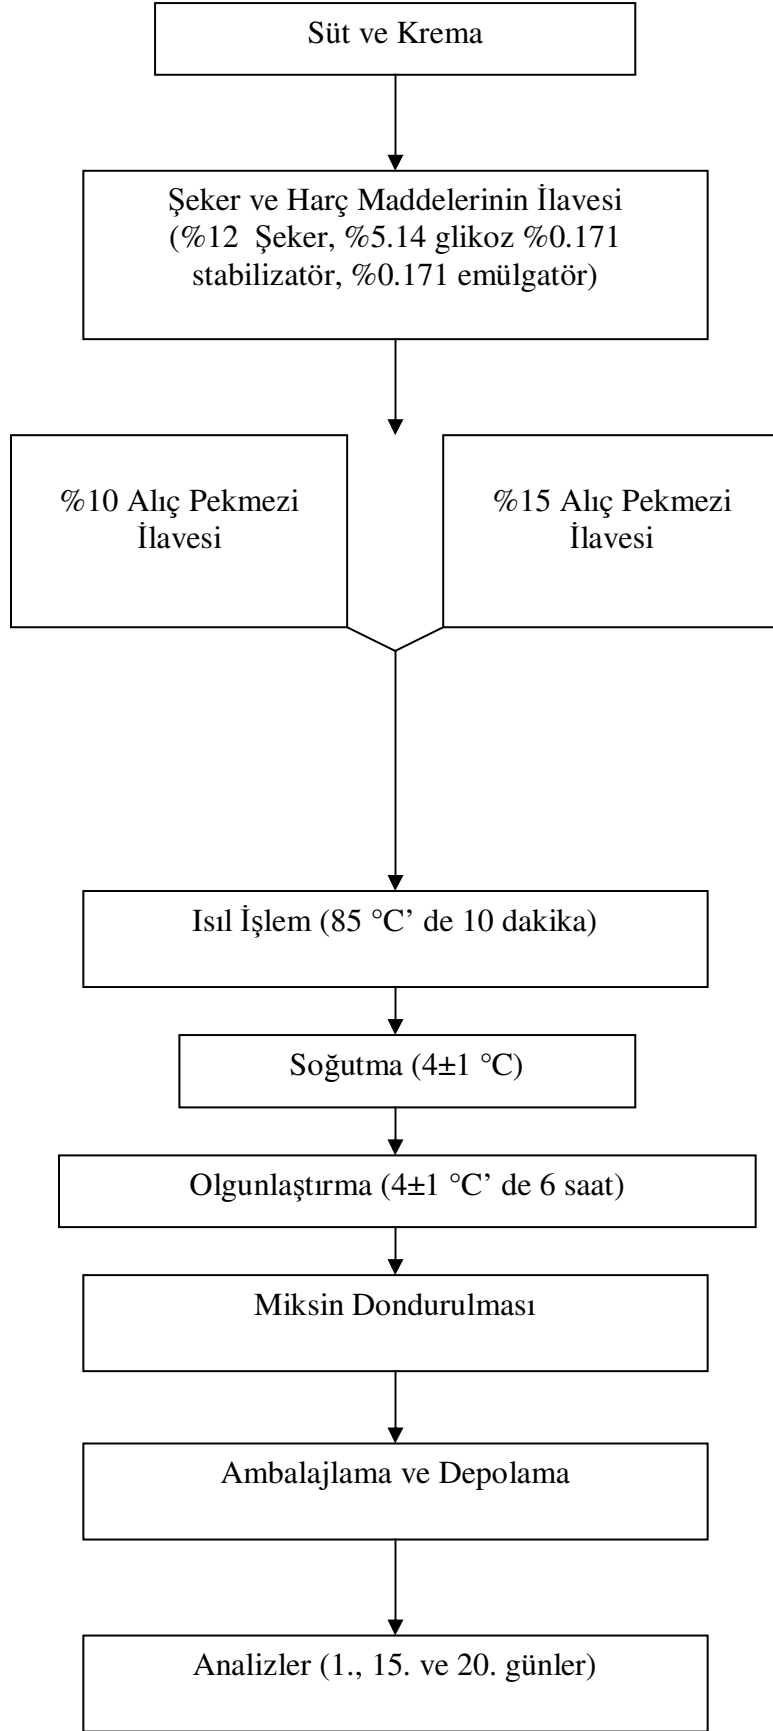 Süt ve Krema
Şeker ve Harç Maddelerinin İlavesi
(%12 Şeker, %5.14 glikoz %0.171
stabilizatör, %0.171 emülgatör)
%10 Alıç Pekmezi
İlavesi
%15 Alıç Pekmezi
İlavesi
Isıl İşlem (85 °C’ de 10 dakika)
Soğutma (4±1 °C)
Olgunlaştırma (4±1 °C’ de 6 saat)
Miksin Dondurulması
Ambalajlama ve Depolama
Analizler (1., 15. ve 20. günler)